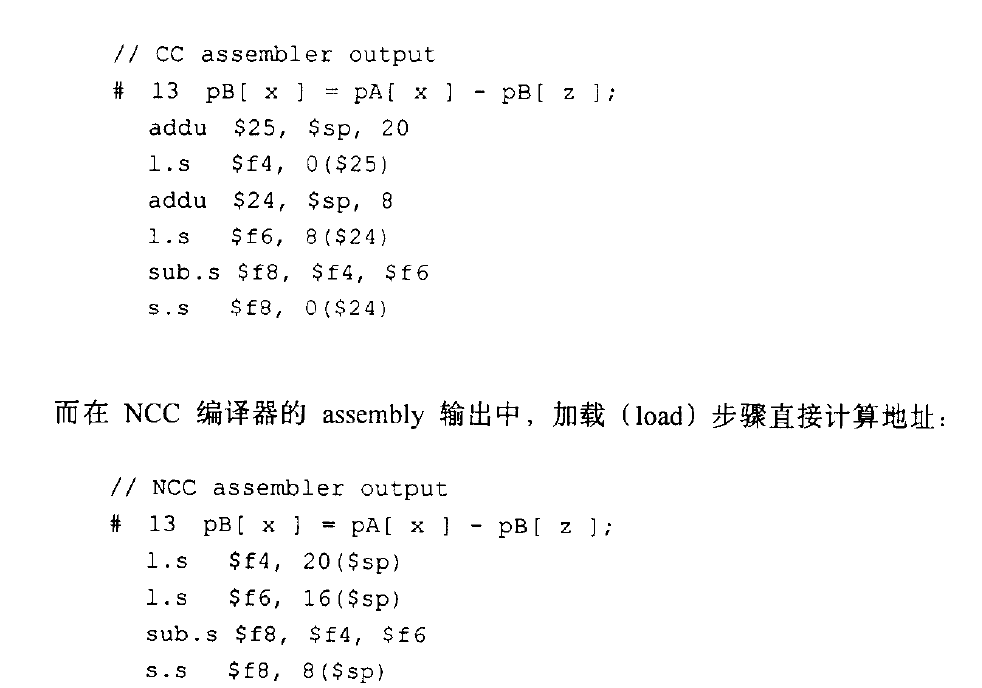 // CC assembler output
# 13 pB[ x ] = pA[ x ] - pB[ z ];
addu $25, $sp, 20
l.s $f4, 0($25)
addu $24, $sp, 8
l.s $f6, 8($24)
sub.s $f8, $f4, $f6
s.s $f8, 0($24)
而在 NCC 编译器的 assembly 输出中，加载（load）步骤直接计算地址：
// NCC assembler output
# 13 pB[ x ] = pA[ x ] - pB[ z ];
l.s $f4, 20($sp)
l.s $f6, 16($sp)
sub.s $f8, $f4, $f6
s.s $f8, 8($sp)